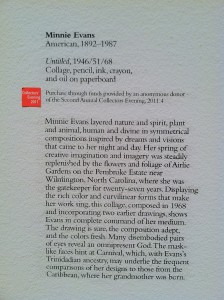 Minnie Evans
American, 1892–1987
Untitled, 1946/51/68
Collage, pencil, ink, crayon,
and oil on paperboard
Collectors
Evening
2011
Purchase through funds provided by an anonymous donor
of the Second Annual Collectors Evening, 2011.4
Minnie Evans layered nature and spirit, plant
and animal, human and divine in symmetrical
compositions inspired by dreams and visions
that came to her night and day. Her spring of
creative imagination and imagery was steadily
replenished by the flowers and foliage of Airlie
Gardens on the Pembroke Estate near
Wilmington, North Carolina, where she was
the gatekeeper for twenty-seven years. Displaying
the rich color and curvilinear forms that make
her work sing, this collage, composed in 1968
and incorporating two earlier drawings, shows
Evans in complete command of her medium.
The drawing is sure, the composition adept,
and the colors fresh. Many disembodied pairs
of eyes reveal an omnipresent God. The mask-
like faces hint at Carnival, which, with Evans's
Trinidadian ancestry, may underlie the frequent
comparisons of her designs to those from the
Caribbean, where her grandmother was born.